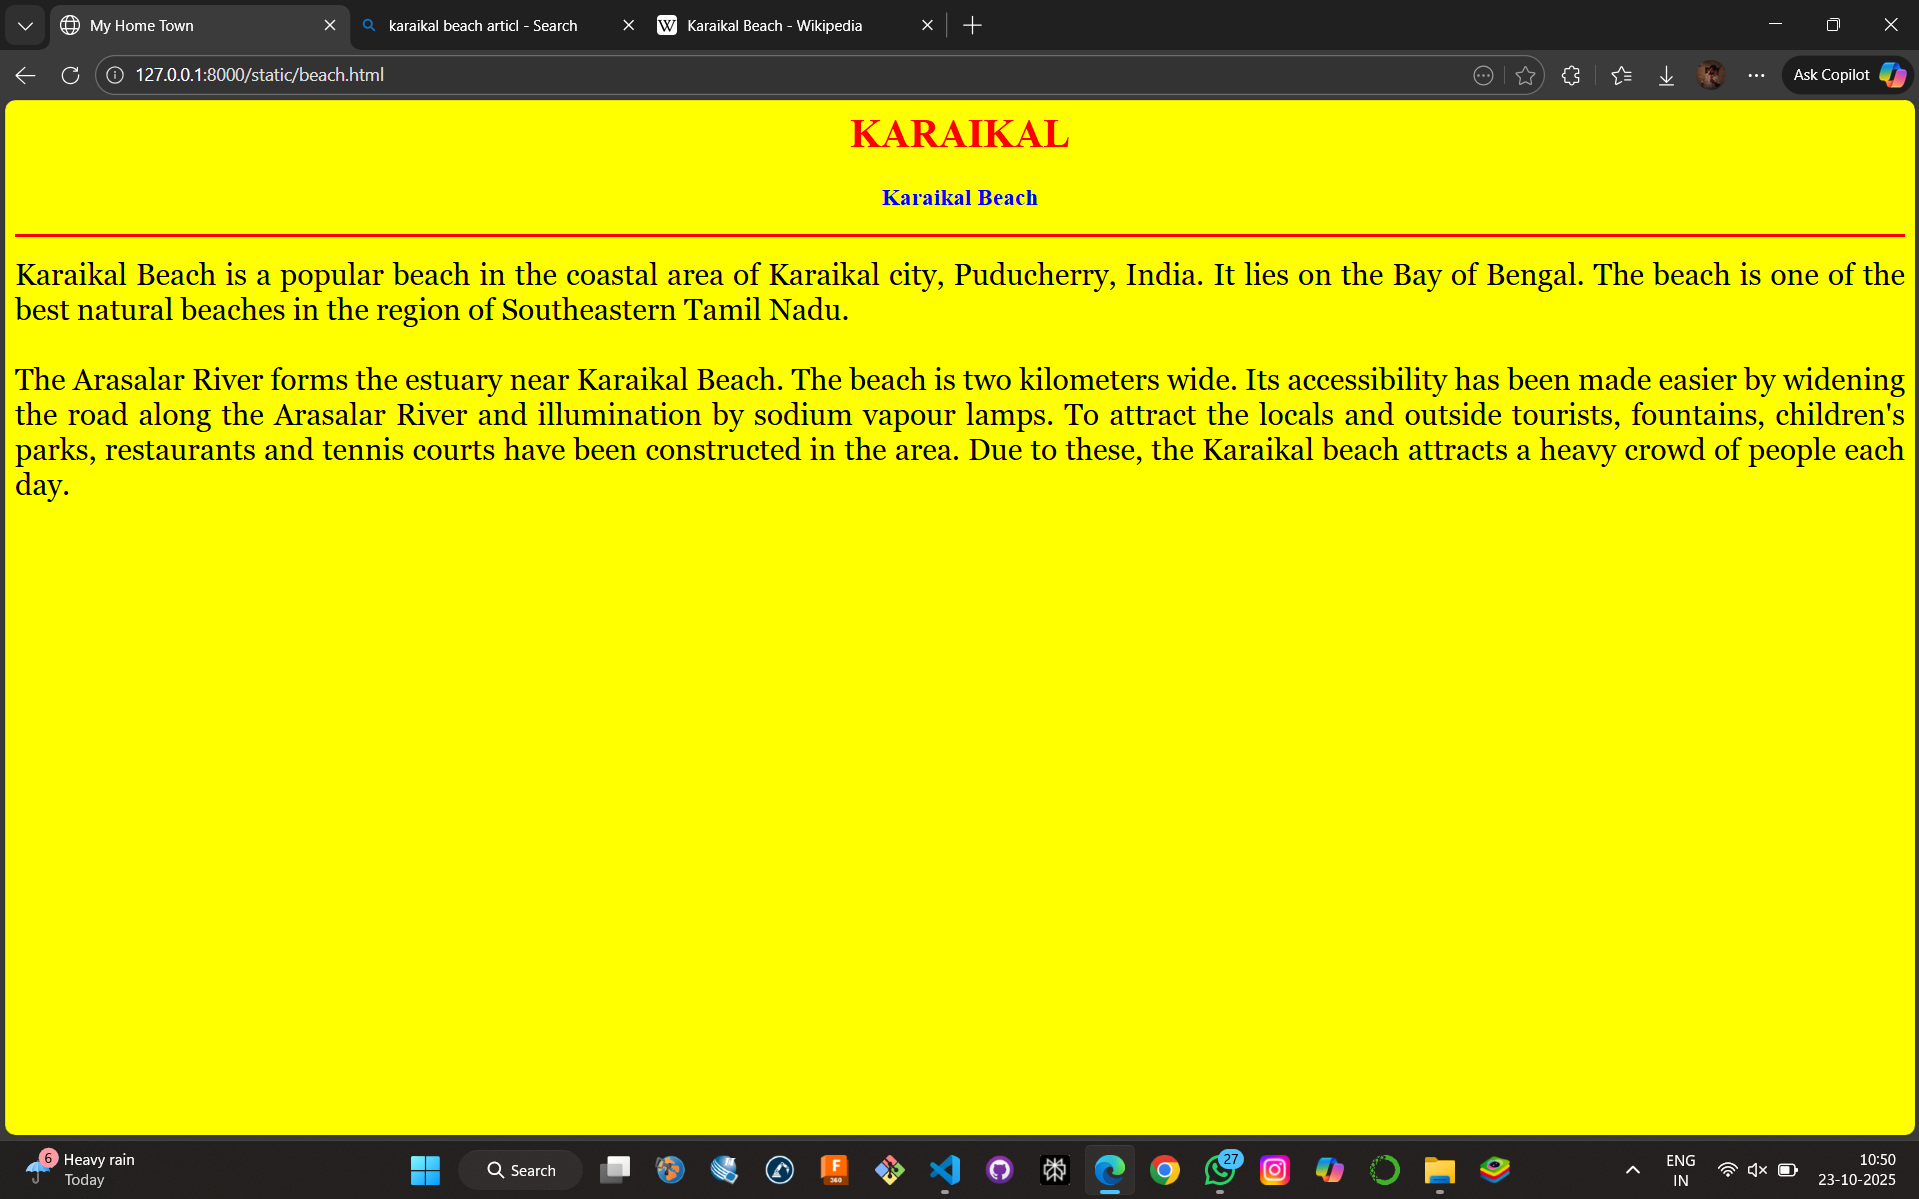 My Home Town
karaikal beach articl - Search
W
Karaikal Beach - Wikipedia
127.0.0.1:8000/static/beach.html
Ask Copilot
KARAIKAL
Karaikal Beach
Karaikal Beach is a popular beach in the coastal area of Karaikal city, Puducherry, India. It lies on the Bay of Bengal. The beach is one of the
best natural beaches in the region of Southeastern Tamil Nadu.
The Arasalar River forms the estuary near Karaikal Beach. The beach is two kilometers wide. Its accessibility has been made easier by widening
the road along the Arasalar River and illumination by sodium vapour lamps. To attract the locals and outside tourists, fountains, children's
parks, restaurants and tennis courts have been constructed in the area. Due to these, the Karaikal beach attracts a heavy crowd of people each
day.
6
Heavy rain
Today
Search
F
360
27
ENG
IN
10:50
23-10-2025